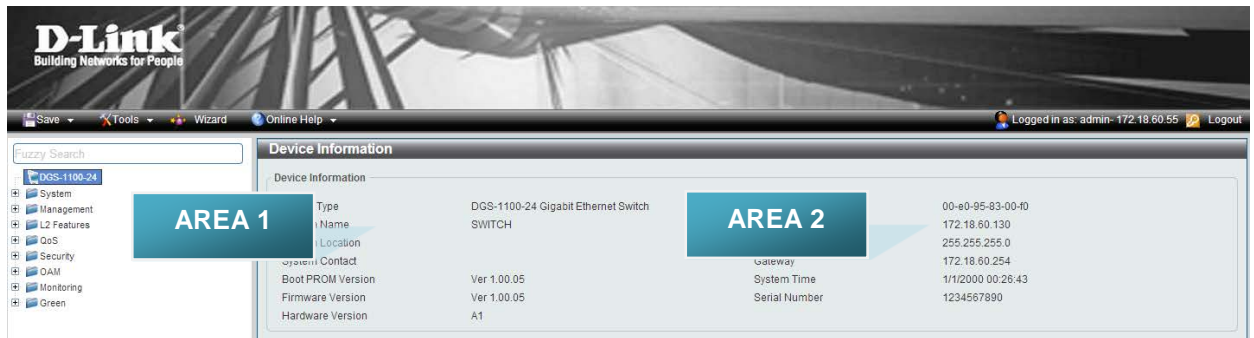 D-Link
Building Networks for People
Save Tools Wizard Online Help Logged in as: admin- 172.18.60.55 Logout
Fuzzy Search
DGS-1100-24
System
Management
L2 Features
QoS
Security
OAM
Monitoring
Green
Device Information
Device Information
Type DGS-1100-24 Gigabit Ethernet Switch 00-e0-95-83-00-f0
Name SWITCH 172.18.60.130
Location 255.255.255.0
System Contact Gateway 172.18.60.254
Boot PROM Version Ver 1.00.05 System Time 1/1/2000 00:26:43
Firmware Version Ver 1.00.05 Serial Number 1234567890
Hardware Version A1
AREA 1
AREA 2